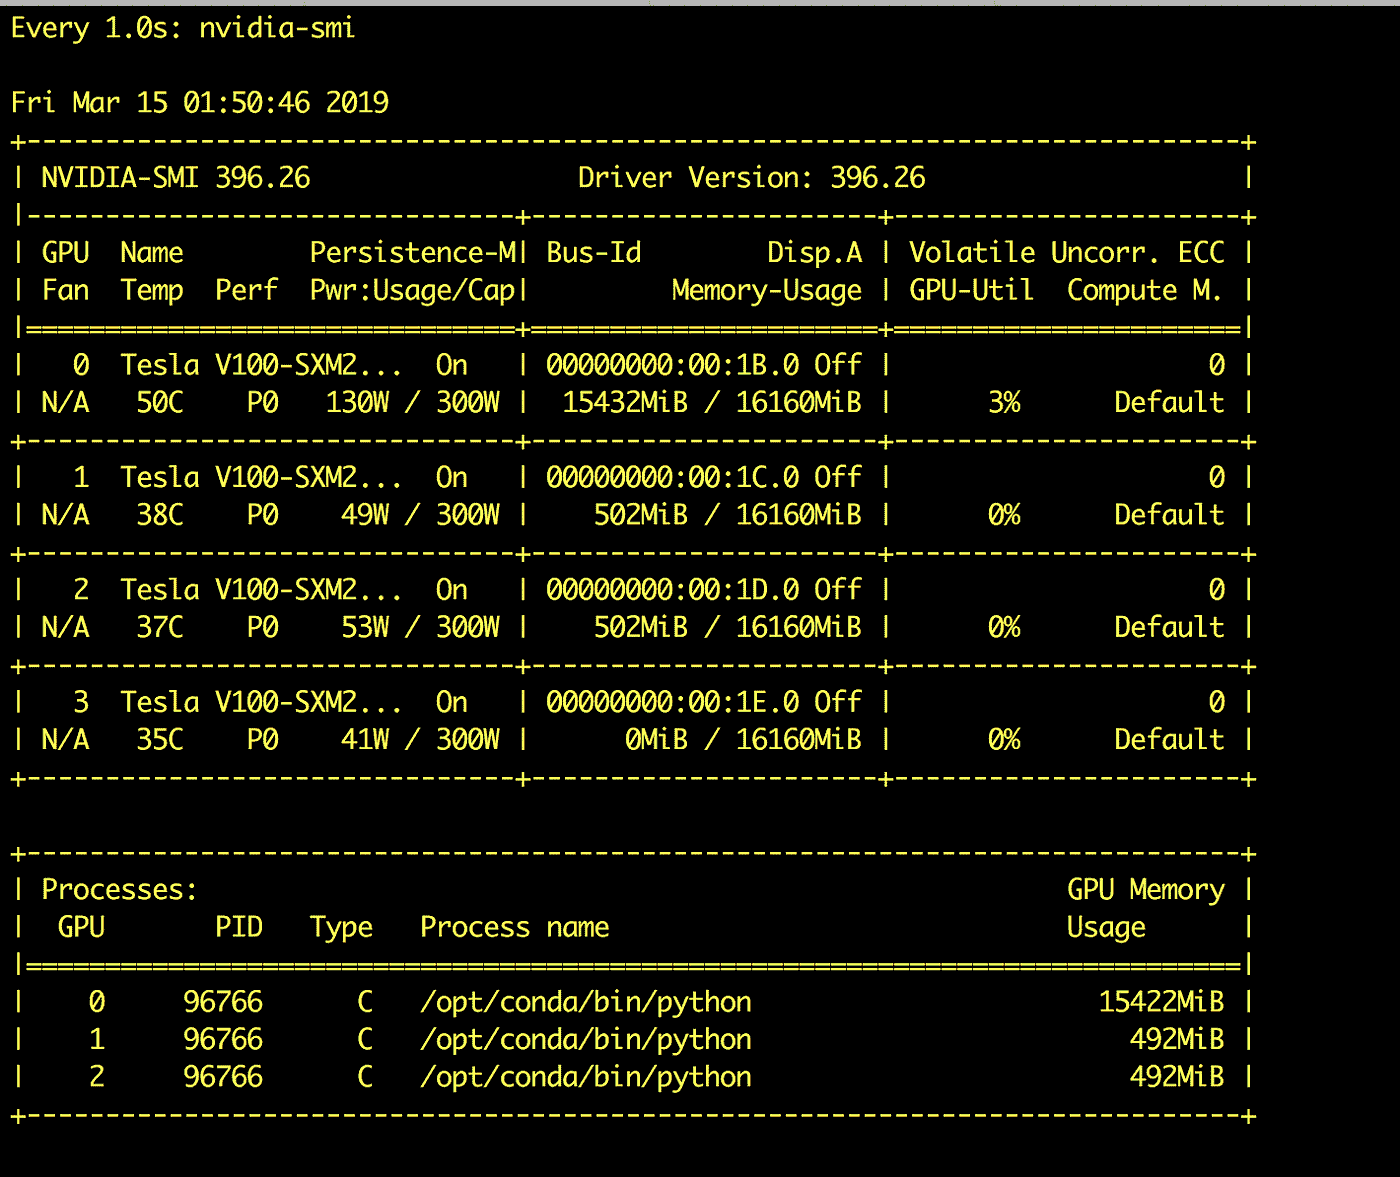 Every 1.0s: nvidia-smi
Fri Mar 15 01:50:46 2019
+-----------------------------------------------------------------------------+
| NVIDIA-SMI 396.26                 Driver Version: 396.26                    |
|-------------------------------+----------------------+----------------------+
| GPU  Name        Persistence-M| Bus-Id        Disp.A | Volatile Uncorr. ECC |
| Fan  Temp  Perf  Pwr:Usage/Cap|         Memory-Usage | GPU-Util  Compute M. |
|===============================+======================+======================|
|   0  Tesla V100-SXM2...  On   | 00000000:00:1B.0 Off |                    0 |
| N/A   50C    P0   130W / 300W |  15432MiB / 16160MiB |      3%      Default |
+-------------------------------+----------------------+----------------------+
|   1  Tesla V100-SXM2...  On   | 00000000:00:1C.0 Off |                    0 |
| N/A   38C    P0    49W / 300W |    502MiB / 16160MiB |      0%      Default |
+-------------------------------+----------------------+----------------------+
|   2  Tesla V100-SXM2...  On   | 00000000:00:1D.0 Off |                    0 |
| N/A   37C    P0    53W / 300W |    502MiB / 16160MiB |      0%      Default |
+-------------------------------+----------------------+----------------------+
|   3  Tesla V100-SXM2...  On   | 00000000:00:1E.0 Off |                    0 |
| N/A   35C    P0    41W / 300W |      0MiB / 16160MiB |      0%      Default |
+-------------------------------+----------------------+----------------------+
+-----------------------------------------------------------------------------+
| Processes:                                                       GPU Memory |
|  GPU       PID   Type   Process name                             Usage      |
|=============================================================================|
|    0     96766      C   /opt/conda/bin/python                      15422MiB |
|    1     96766      C   /opt/conda/bin/python                        492MiB |
|    2     96766      C   /opt/conda/bin/python                        492MiB |
+-----------------------------------------------------------------------------+